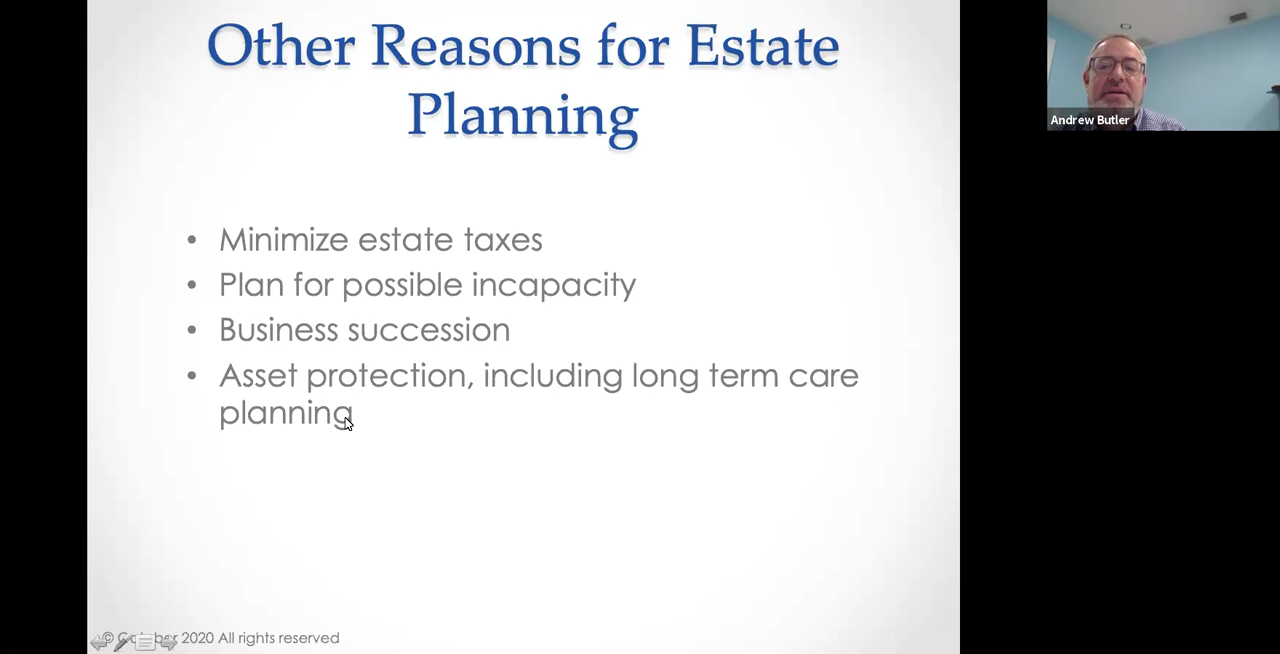 Other Reasons for Estate
Planning
• Minimize estate taxes
• Plan for possible incapacity
• Business succession
• Asset protection, including long term care
planning
© 2020 All rights reserved
Andrew Butler